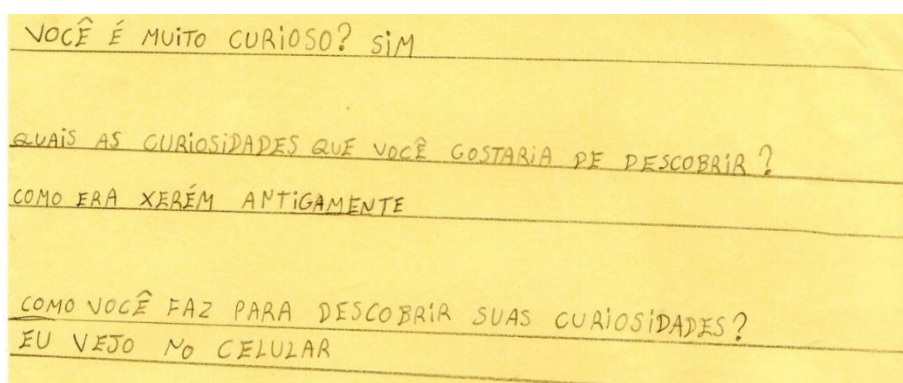 VOCÊ É MUITO CURIOSO? SIM
QUAIS AS CURIOSIDADES QUE VOCÊ GOSTARIA DE DESCOBRIR?
COMO ERA XERÉM ANTIGAMENTE
COMO VOCÊ FAZ PARA DESCOBRIR SUAS CURIOSIDADES?
EU VEJO NO CELULAR